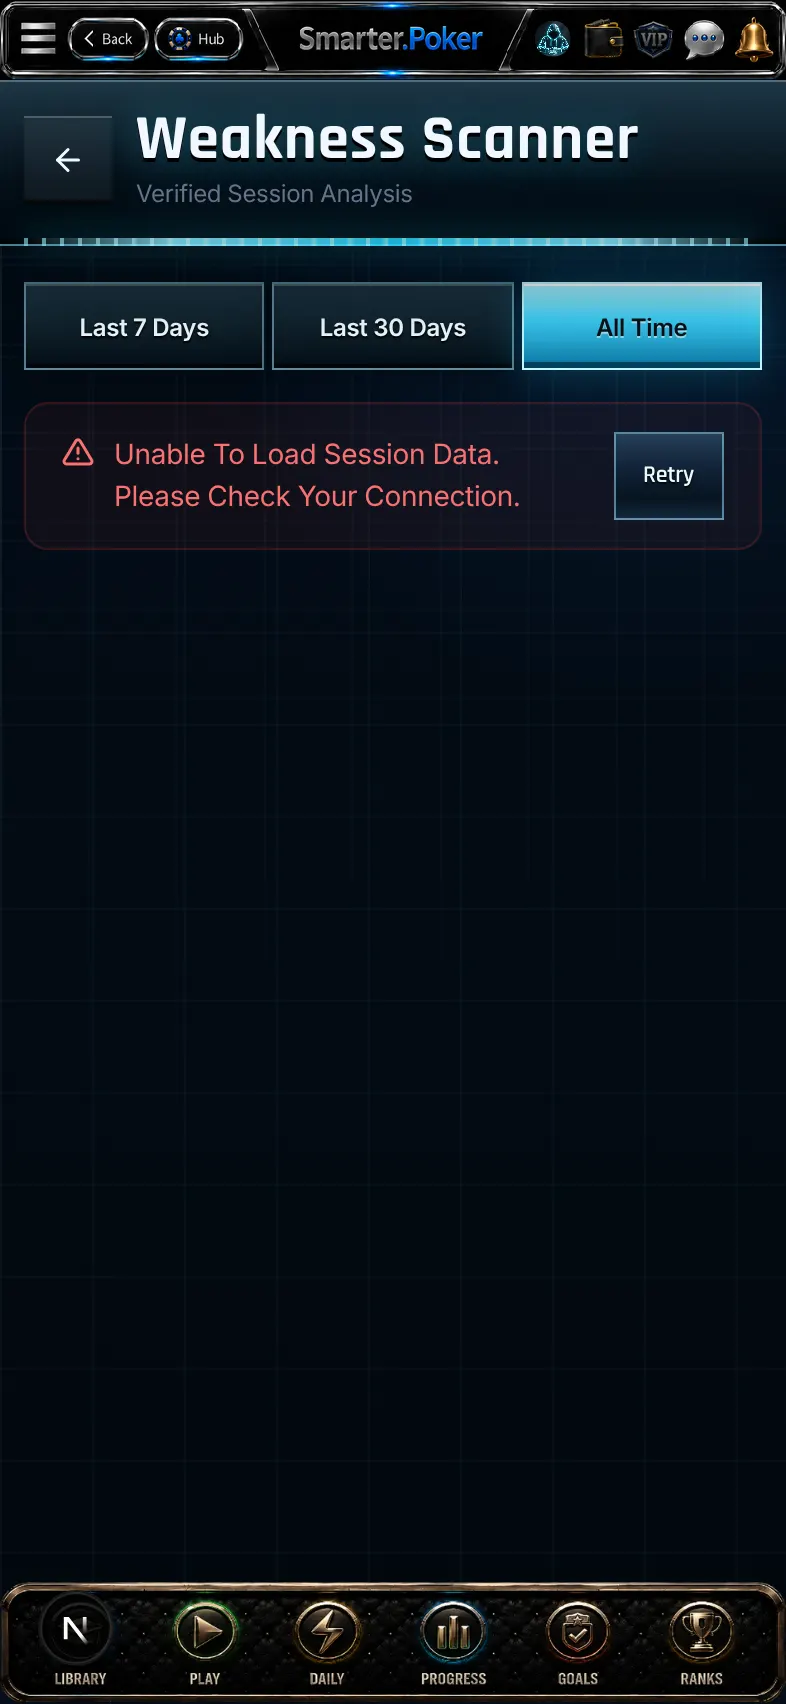 Back
Hub
Smarter.Poker
VIP
Weakness Scanner
Verified Session Analysis
Last 7 Days
Last 30 Days
All Time
Unable To Load Session Data.
Please Check Your Connection.
Retry
N
LIBRARY
PLAY
DAILY
PROGRESS
GOALS
RANKS